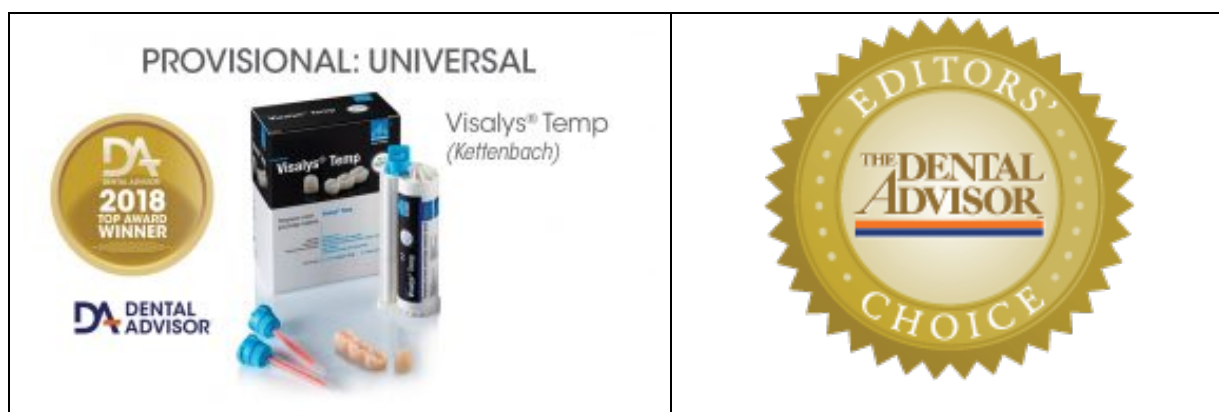 PROVISIONAL: UNIVERSAL
Visalys® Temp
(Kettenbach)
DA
DENTAL ADVISOR
2018
TOP AWARD
WINNER
Visalys® Temp
DA DENTAL
ADVISOR
EDITORS'
THE DENTAL
ADVISOR
CHOICE